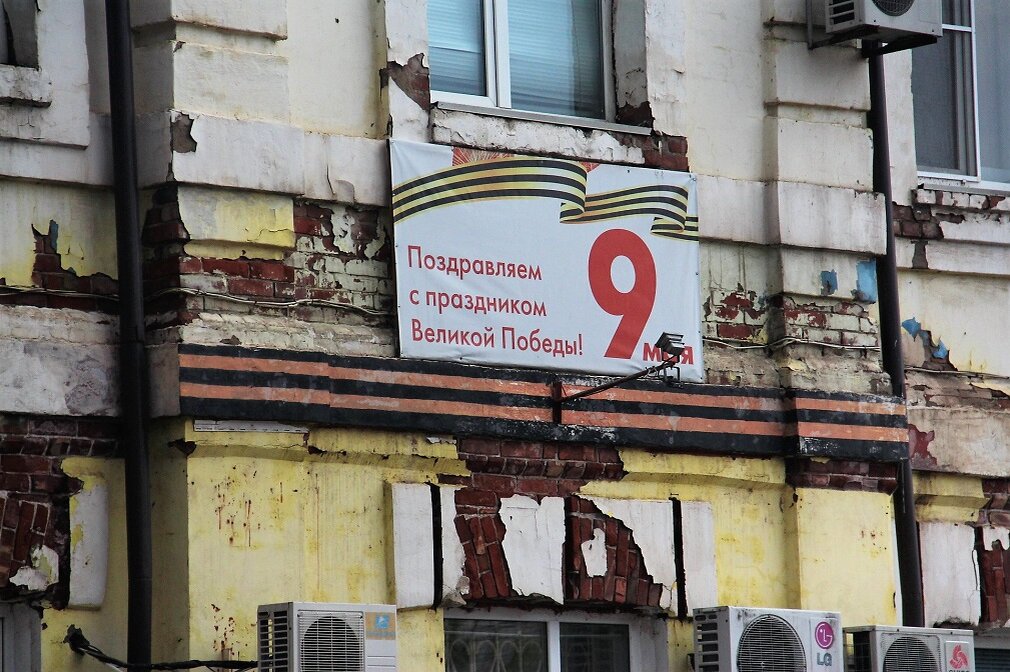 Поздравляем
с праздником
Великой Победы!
9
мая
LG